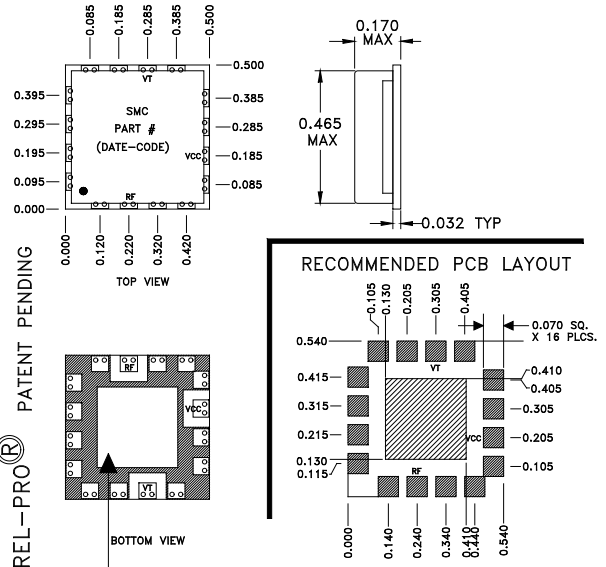 0.085
0.185
0.285
0.385
0.500
0.500
0.385
0.285
0.185
0.085
0.395
0.295
0.195
0.095
0.000
VT
SMC
PART #
(DATE-CODE)
VCC
RF
0.000
0.120
0.220
0.320
0.420
TOP VIEW
0.170
MAX
0.465
MAX
0.032 TYP
REL-PRO® PATENT PENDING
RF
VCC
VT
BOTTOM VIEW
RECOMMENDED PCB LAYOUT
0.105
0.130
0.205
0.305
0.405
0.070 SQ.
X 16 PLCS.
0.540
0.415
0.315
0.215
0.130
0.115
VT
VCC
RF
0.410
0.405
0.305
0.205
0.105
0.000
0.140
0.240
0.340
0.410
0.440
0.540